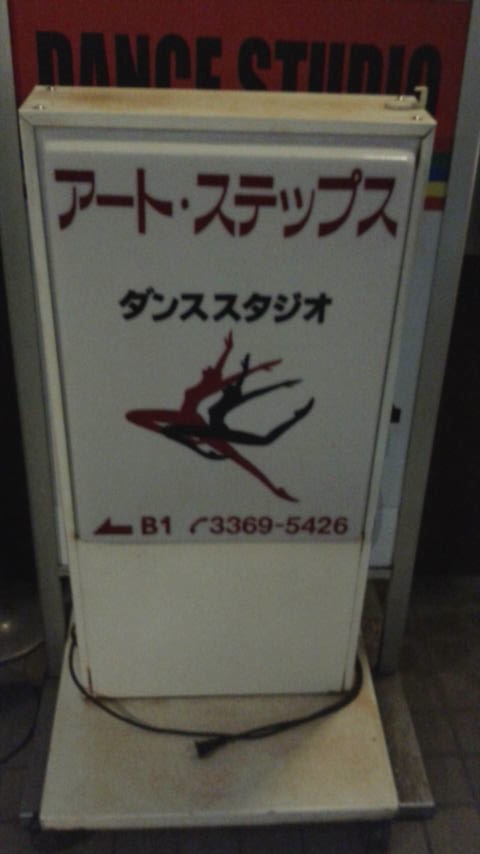 DANCE STUDIO
アート・ステップス
ダンススタジオ
B1 3369-5426